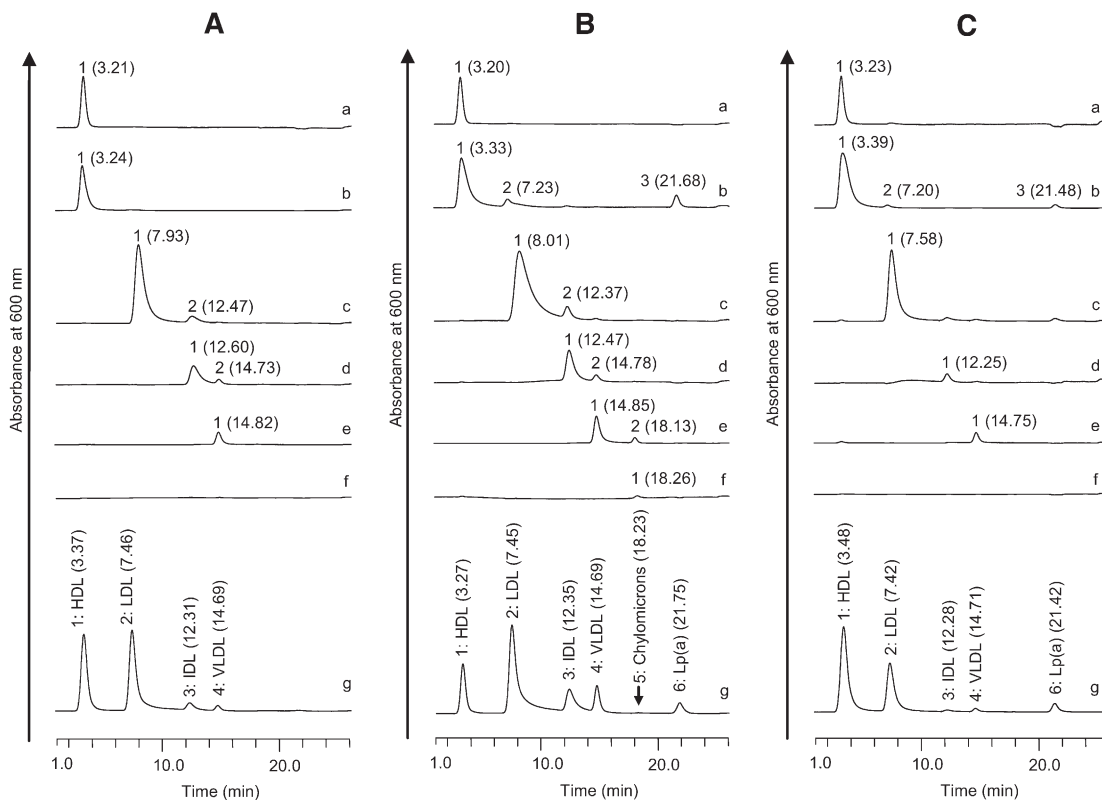 A
B
C
Absorbance at 600 nm
1 (3.21)
a
1 (3.24)
b
1 (7.93)
2 (12.47)
c
1 (12.60)
2 (14.73)
d
1 (14.82)
e
f
1: HDL (3.37)
2: LDL (7.46)
3: IDL (12.31)
4: VLDL (14.69)
g
1.0
10.0
20.0
Time (min)
Absorbance at 600 nm
1 (3.20)
a
1 (3.33)
2 (7.23)
3 (21.68)
b
1 (8.01)
2 (12.37)
c
1 (12.47)
2 (14.78)
d
1 (14.85)
2 (18.13)
e
1 (18.26)
f
1: HDL (3.27)
2: LDL (7.45)
3: IDL (12.35)
4: VLDL (14.69)
5: Chylomicrons (18.23)
6: Lp(a) (21.75)
g
1.0
10.0
20.0
Time (min)
Absorbance at 600 nm
1 (3.23)
a
1 (3.39)
2 (7.20)
3 (21.48)
b
1 (7.58)
c
1 (12.25)
d
1 (14.75)
e
f
1: HDL (3.48)
2: LDL (7.42)
3: IDL (12.28)
4: VLDL (14.71)
6: Lp(a) (21.42)
g
1.0
10.0
20.0
Time (min)